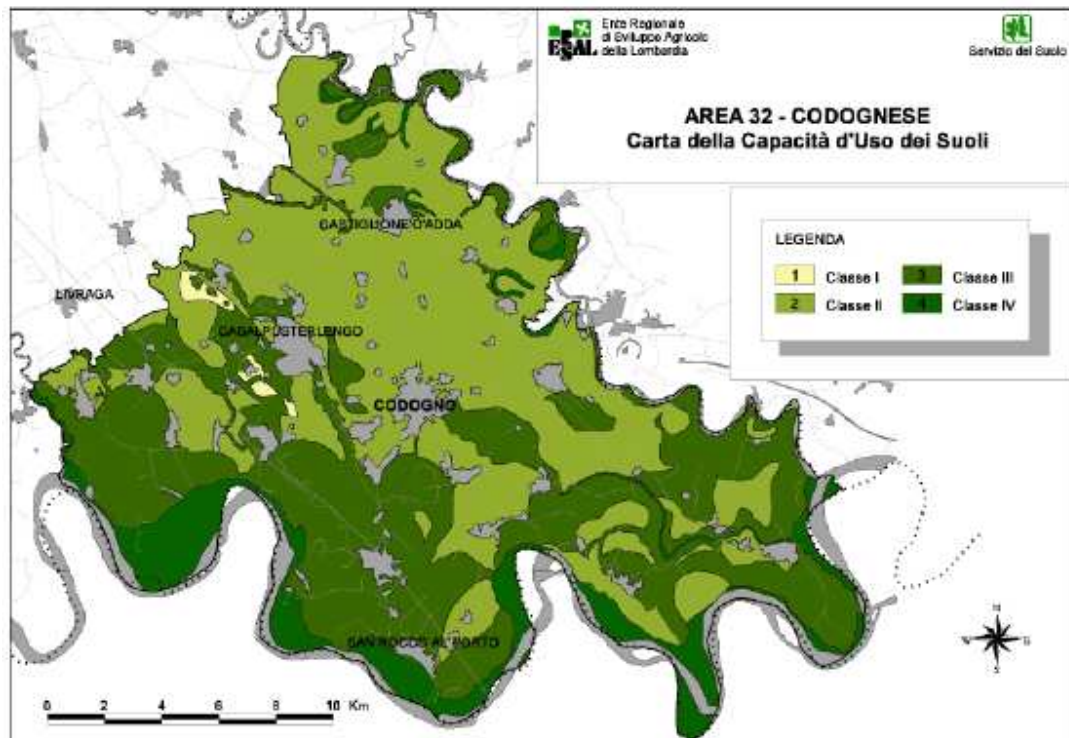 ERSAL
Ente Regionale
di Sviluppo Agricolo
della Lombardia
Servizio del Suolo
AREA 32 - CODOGNESE
Carta della Capacità d'Uso dei Suoli
LEGENDA
1 Classe I
2 Classe II
3 Classe III
4 Classe IV
CASTIGLIONE D'ADDA
LIVRAGA
CASALPUSTERLENGO
CODOGNO
SAN ROCCO AL PORTO
N
S
0 2 4 6 8 10 Km